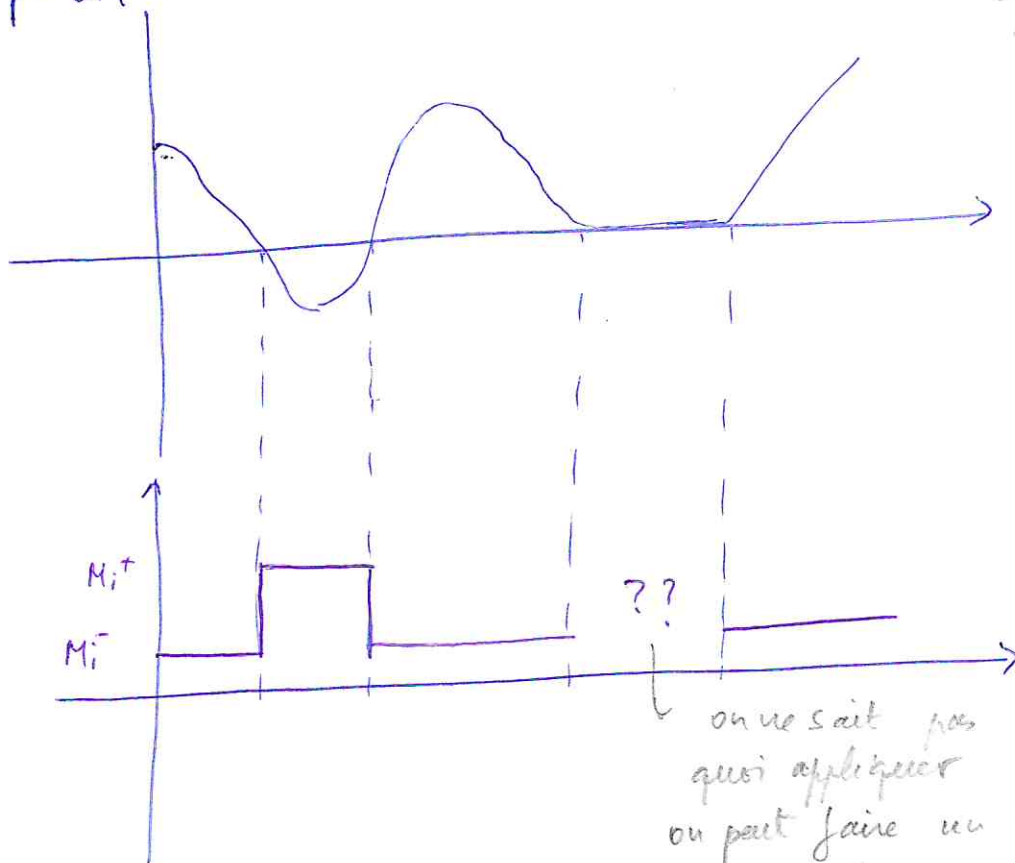 Mi⁺
Mi⁻
??
on ne sait pas
quoi appliquer
on peut faire un